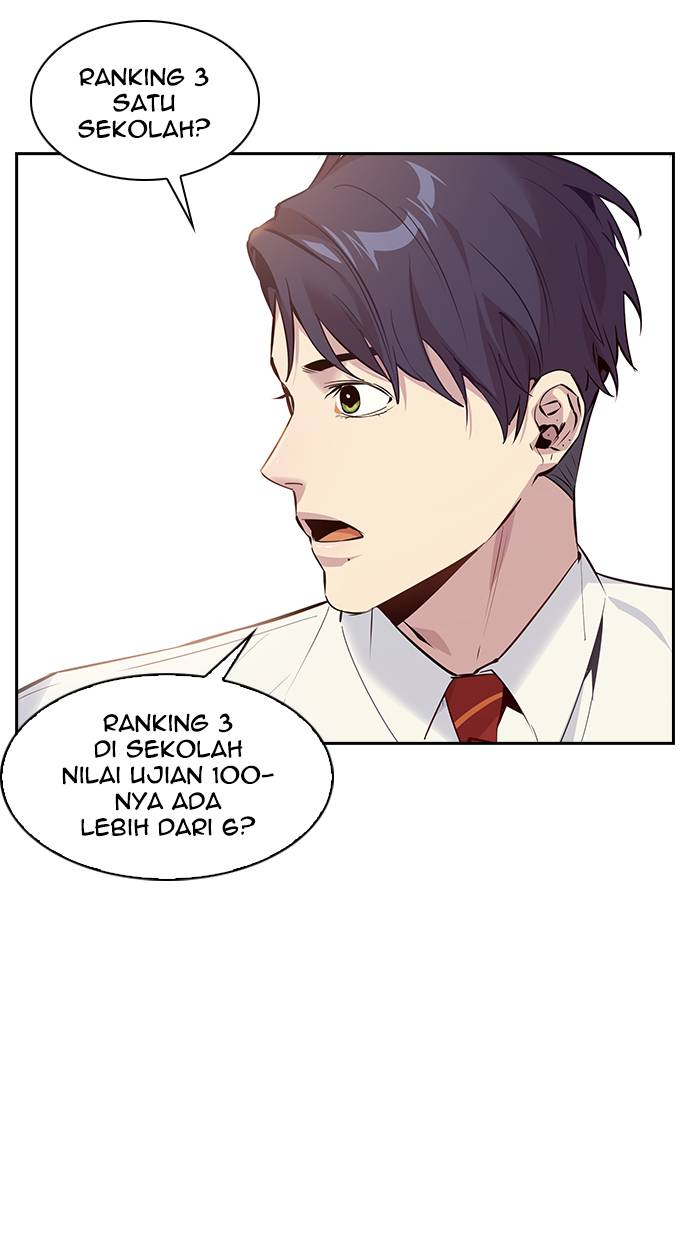 RANKING 3
SATU
SEKOLAH?
RANKING 3
DI SEKOLAH
NILAI UJIAN 100-
NYA ADA
LEBIH DARI 6?